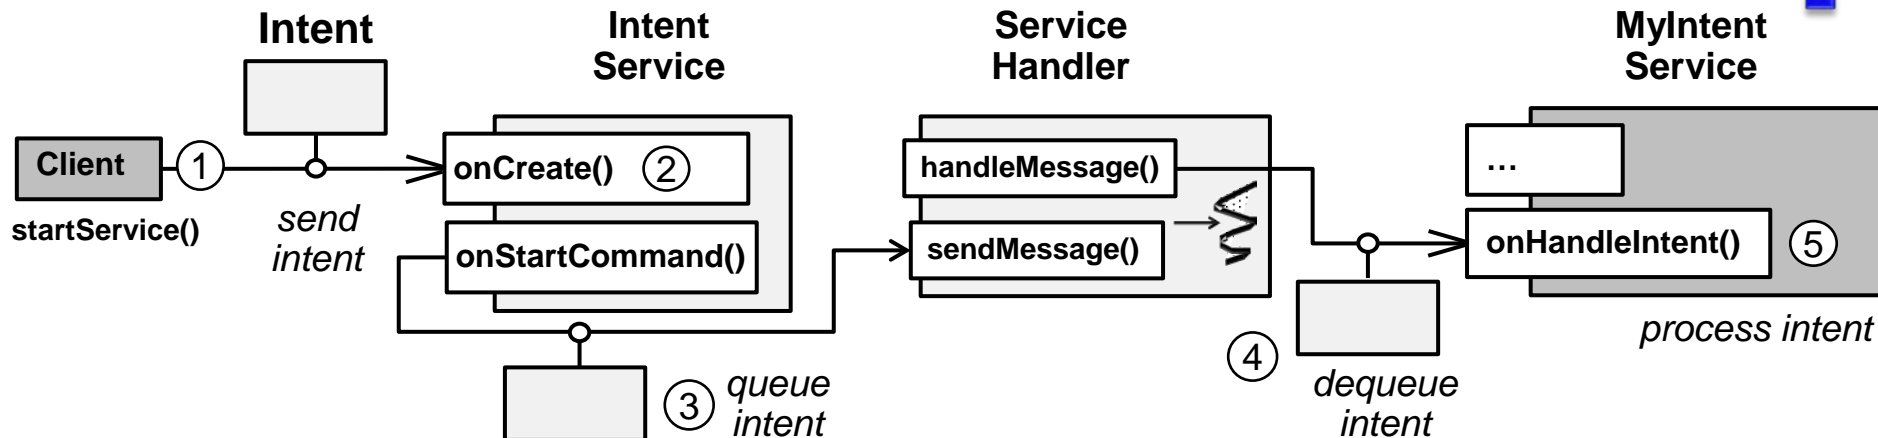 Intent
Intent
Service
Service
Handler
MyIntent
Service
Client
1
startService()
send
intent
onCreate()
2
onStartCommand()
3
queue
intent
handleMessage()
sendMessage()
4
dequeue
intent
...
onHandleIntent()
5
process intent